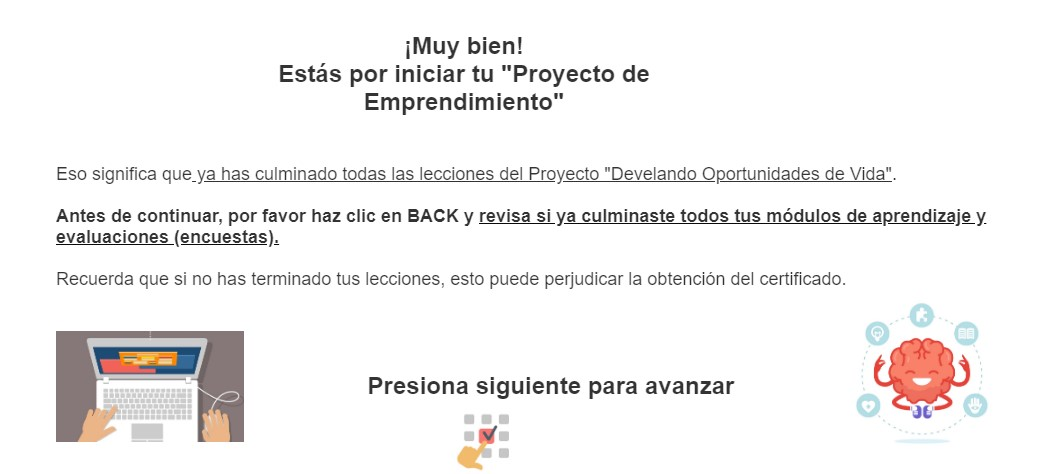 ¡Muy bien!
Estás por iniciar tu "Proyecto de
Emprendimiento"
Eso significa que ya has culminado todas las lecciones del Proyecto "Develando Oportunidades de Vida".
Antes de continuar, por favor haz clic en BACK y revisa si ya culminaste todos tus módulos de aprendizaje y
evaluaciones (encuestas).
Recuerda que si no has terminado tus lecciones, esto puede perjudicar la obtención del certificado.
Presiona siguiente para avanzar